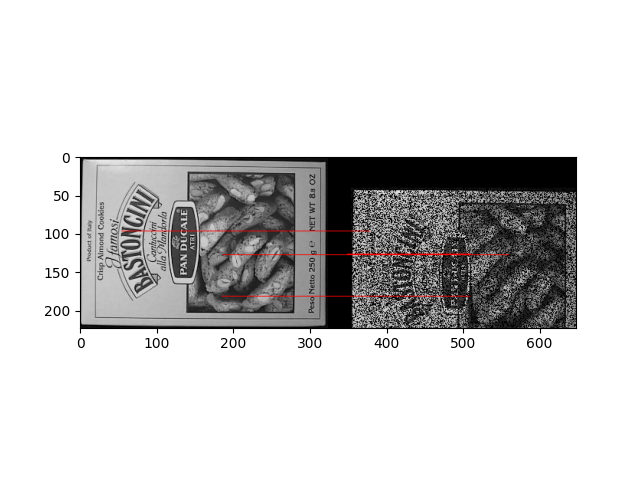 0
50
100
150
200
Product of Italy
Crisp Almond Cookies
Famosi
BASTONCINI
Cantuccini
alla Mandorla
PAN DUCALE
ATRI
Peso Netto 250 g ℮ NET WT 8.8 OZ
0 100 200 300 400 500 600